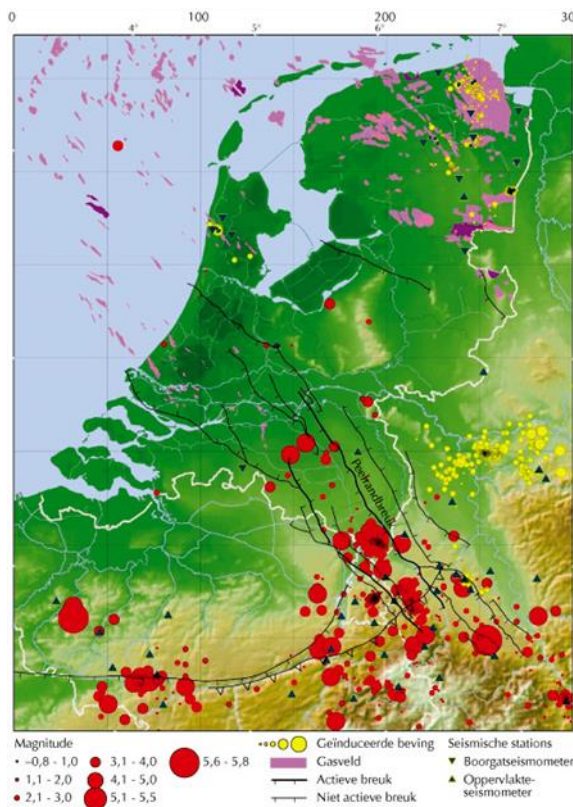 100 200 300
4° 5° 6° 7°
Peelrandbreuk
Magnitude
–0,8 - 1,0
1,1 - 2,0
2,1 - 3,0
3,1 - 4,0
4,1 - 5,0
5,1 - 5,5
5,6 - 5,8
Geïnduceerde beving
Gasveld
Actieve breuk
Niet actieve breuk
Seismische stations
Boorgatseismometer
Oppervlakte-
seismometer